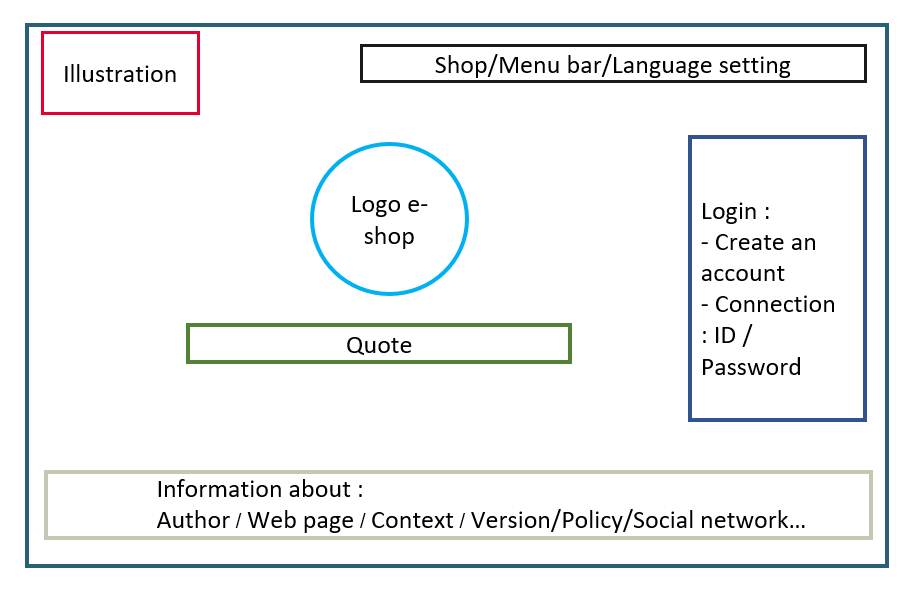 Illustration
Shop/Menu bar/Language setting
Logo e-
shop
Quote
Login :
- Create an
account
- Connection
: ID /
Password
Information about :
Author / Web page / Context / Version/Policy/Social network...